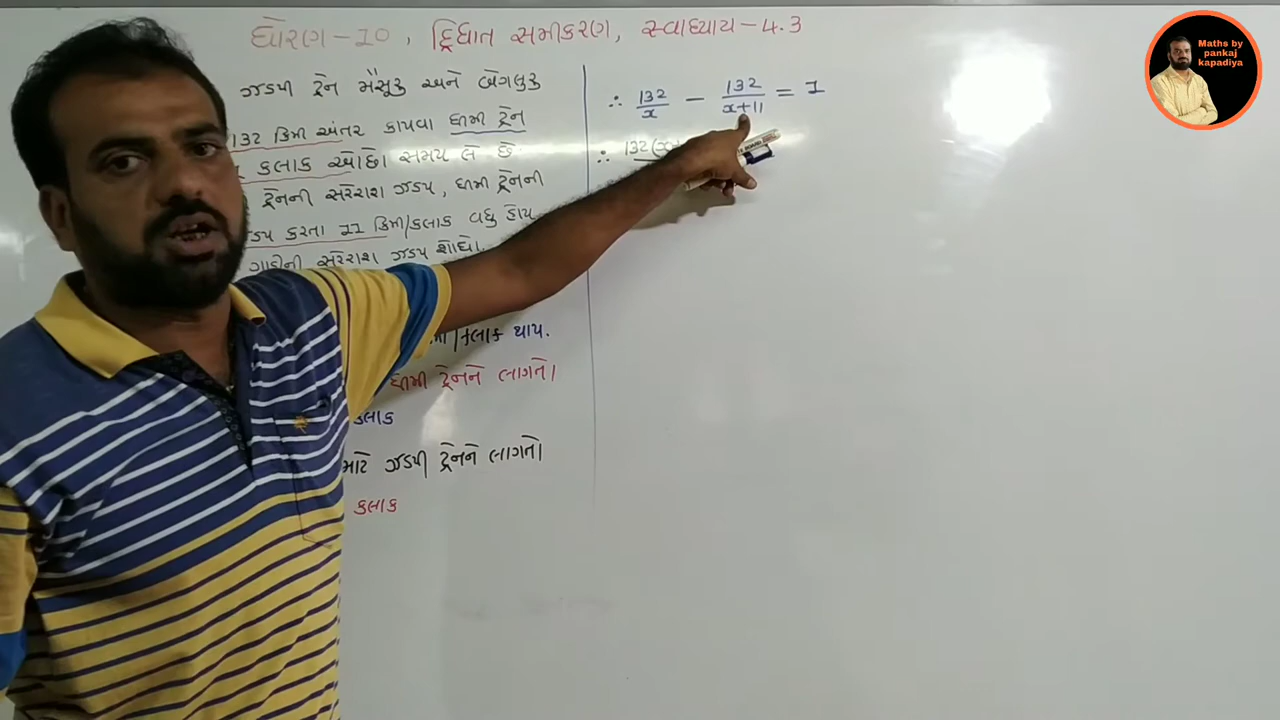 ધોરણ-10, દ્વિઘાત સમીકરણ, સ્વાધ્યાય-4.3
ઝડપી ટ્રેન મૈસૂરુ અને બેંગલુરુ
132 કિમી અંતર કાપવા ધીમી ટ્રેન
કલાક ઓછો સમય લે છે.
ટ્રેનની સરેરાશ ઝડપ, ધીમી ટ્રેનની
કરતા 11 કિમી/કલાક વધુ હોય
ગાડીની સરેરાશ ઝડપ શોધો.
/કલાક થાય.
ધીમી ટ્રેનને લાગતો
કલાક
માટે ઝડપી ટ્રેનને લાગતો
કલાક
∴ 132/x - 132/x+11 = 1
∴ 132(x+
Maths by
pankaj
kapadiya